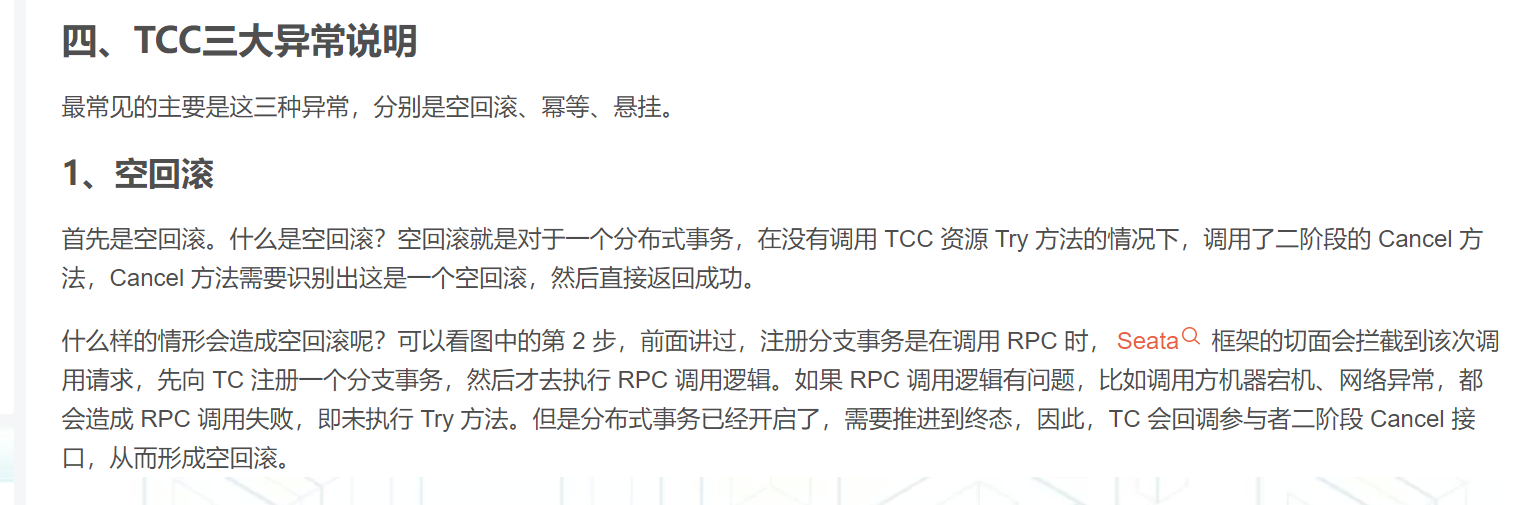 四、TCC三大异常说明
最常见的主要是这三种异常，分别是空回滚、幂等、悬挂。
1、空回滚
首先是空回滚。什么是空回滚？空回滚就是对于一个分布式事务，在没有调用 TCC 资源 Try 方法的情况下，调用了二阶段的 Cancel 方
法，Cancel 方法需要识别出这是一个空回滚，然后直接返回成功。
什么样的情形会造成空回滚呢？可以看图中的第 2 步，前面讲过，注册分支事务是在调用 RPC 时， Seata 框架的切面会拦截到该次调
用请求，先向 TC 注册一个分支事务，然后才去执行 RPC 调用逻辑。如果 RPC 调用逻辑有问题，比如调用方机器宕机、网络异常，都
会造成 RPC 调用失败，即未执行 Try 方法。但是分布式事务已经开启了，需要推进到终态，因此，TC 会回调参与者二阶段 Cancel 接
口，从而形成空回滚。